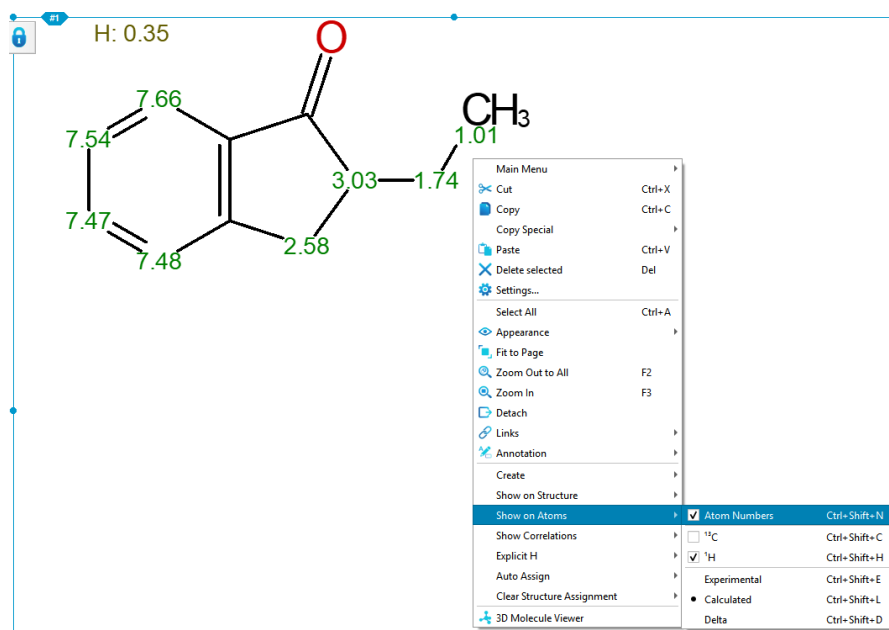 #1
H: 0.35
O
CH3
7.66
1.01
7.54
3.03
1.74
7.47
2.58
7.48
Main Menu
Cut Ctrl+X
Copy Ctrl+C
Copy Special
Paste Ctrl+V
Delete selected Del
Settings...
Select All Ctrl+A
Appearance
Fit to Page
Zoom Out to All F2
Zoom In F3
Detach
Links
Annotation
Create
Show on Structure
Show on Atoms
Show Correlations
Explicit H
Auto Assign
Clear Structure Assignment
3D Molecule Viewer
Atom Numbers Ctrl+Shift+N
¹³C Ctrl+Shift+C
¹H Ctrl+Shift+H
Experimental Ctrl+Shift+E
Calculated Ctrl+Shift+L
Delta Ctrl+Shift+D